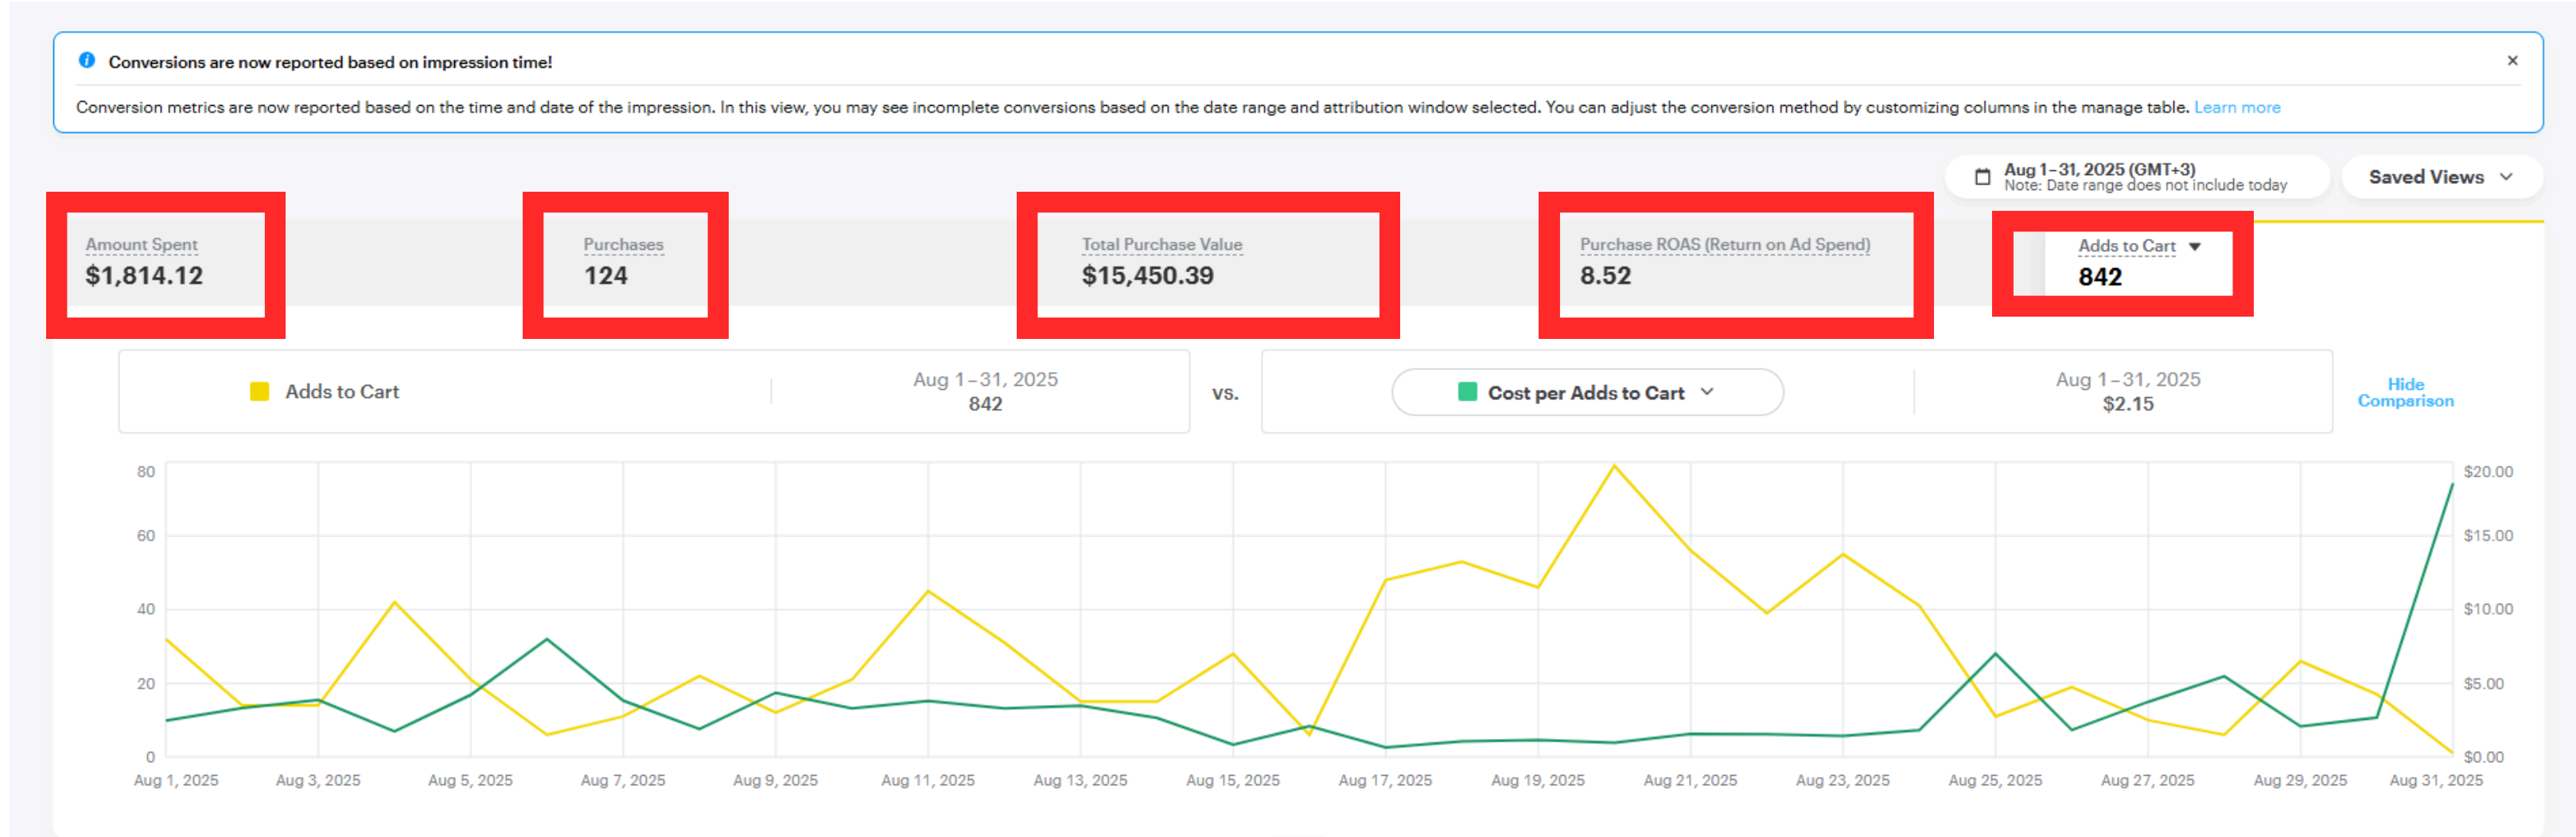 Conversions are now reported based on impression time!
Conversion metrics are now reported based on the time and date of the impression. In this view, you may see incomplete conversions based on the date range and attribution window selected. You can adjust the conversion method by customizing columns in the manage table. Learn more
Aug 1–31, 2025 (GMT+3)
Note: Date range does not include today
Saved Views
Amount Spent
$1,814.12
Purchases
124
Total Purchase Value
$15,450.39
Purchase ROAS (Return on Ad Spend)
8.52
Adds to Cart
842
Adds to Cart
Aug 1–31, 2025
842
vs.
Cost per Adds to Cart
Aug 1–31, 2025
$2.15
Hide
Comparison
80
60
40
20
0
$20.00
$15.00
$10.00
$5.00
$0.00
Aug 1, 2025 Aug 3, 2025 Aug 5, 2025 Aug 7, 2025 Aug 9, 2025 Aug 11, 2025 Aug 13, 2025 Aug 15, 2025 Aug 17, 2025 Aug 19, 2025 Aug 21, 2025 Aug 23, 2025 Aug 25, 2025 Aug 27, 2025 Aug 29, 2025 Aug 31, 2025